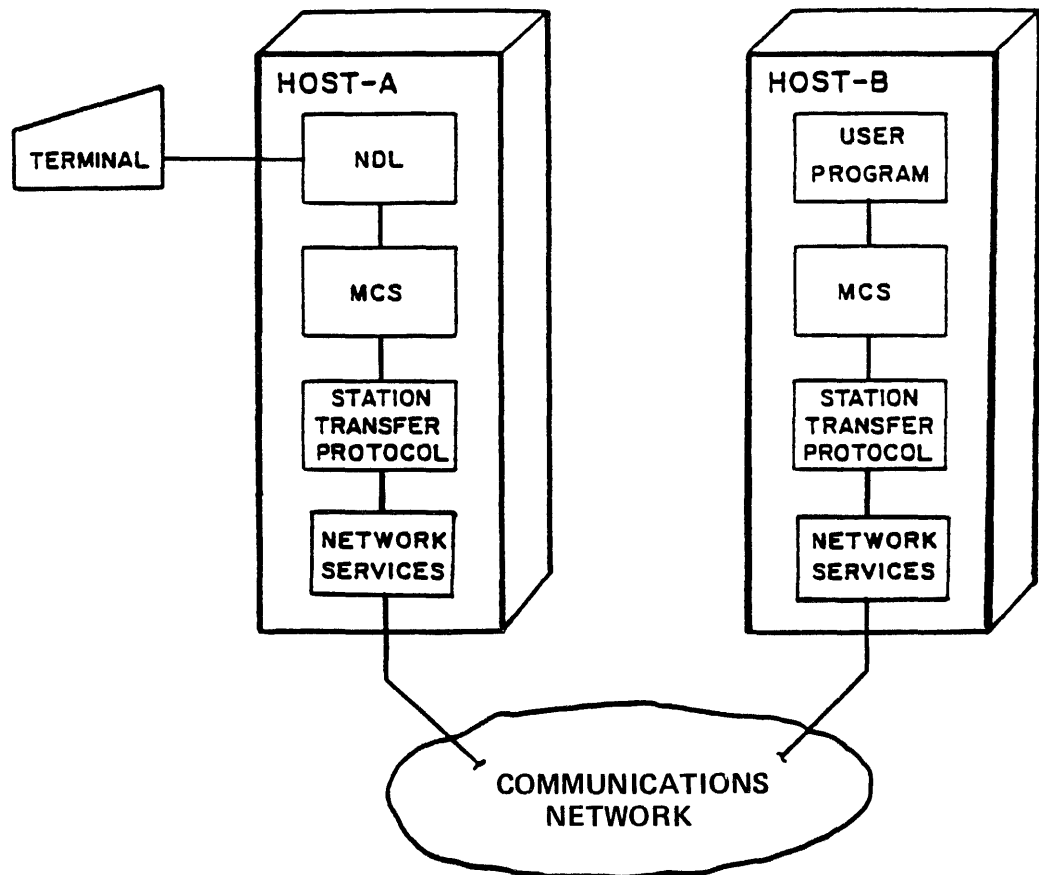 HOST-A
TERMINAL
NDL
MCS
STATION
TRANSFER
PROTOCOL
NETWORK
SERVICES
HOST-B
USER
PROGRAM
MCS
STATION
TRANSFER
PROTOCOL
NETWORK
SERVICES
COMMUNICATIONS
NETWORK